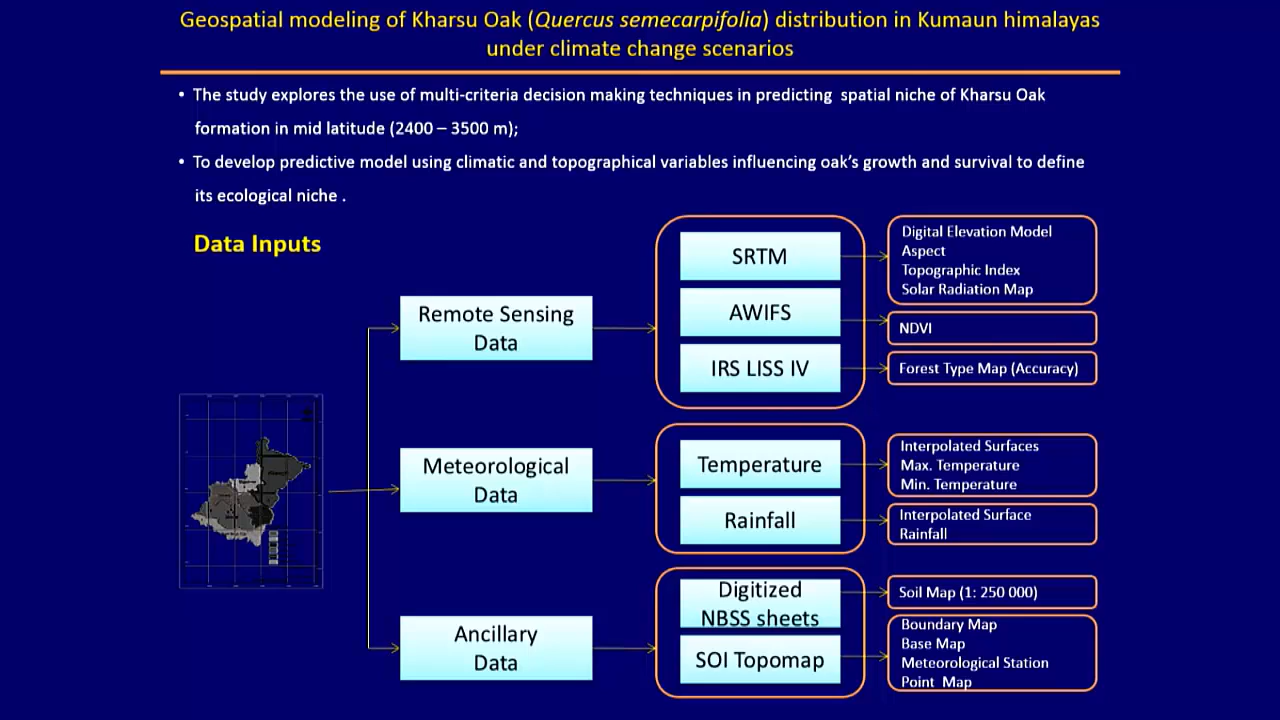 Geospatial modeling of Kharsu Oak (Quercus semecarpifolia) distribution in Kumaun himalayas
under climate change scenarios
• The study explores the use of multi-criteria decision making techniques in predicting spatial niche of Kharsu Oak
formation in mid latitude (2400 – 3500 m);
• To develop predictive model using climatic and topographical variables influencing oak's growth and survival to define
its ecological niche .
Data Inputs
Remote Sensing
Data
SRTM
AWIFS
IRS LISS IV
Digital Elevation Model
Aspect
Topographic Index
Solar Radiation Map
NDVI
Forest Type Map (Accuracy)
Meteorological
Data
Temperature
Rainfall
Interpolated Surfaces
Max. Temperature
Min. Temperature
Interpolated Surface
Rainfall
Ancillary
Data
Digitized
NBSS sheets
SOI Topomap
Soil Map (1: 250 000)
Boundary Map
Base Map
Meteorological Station
Point Map